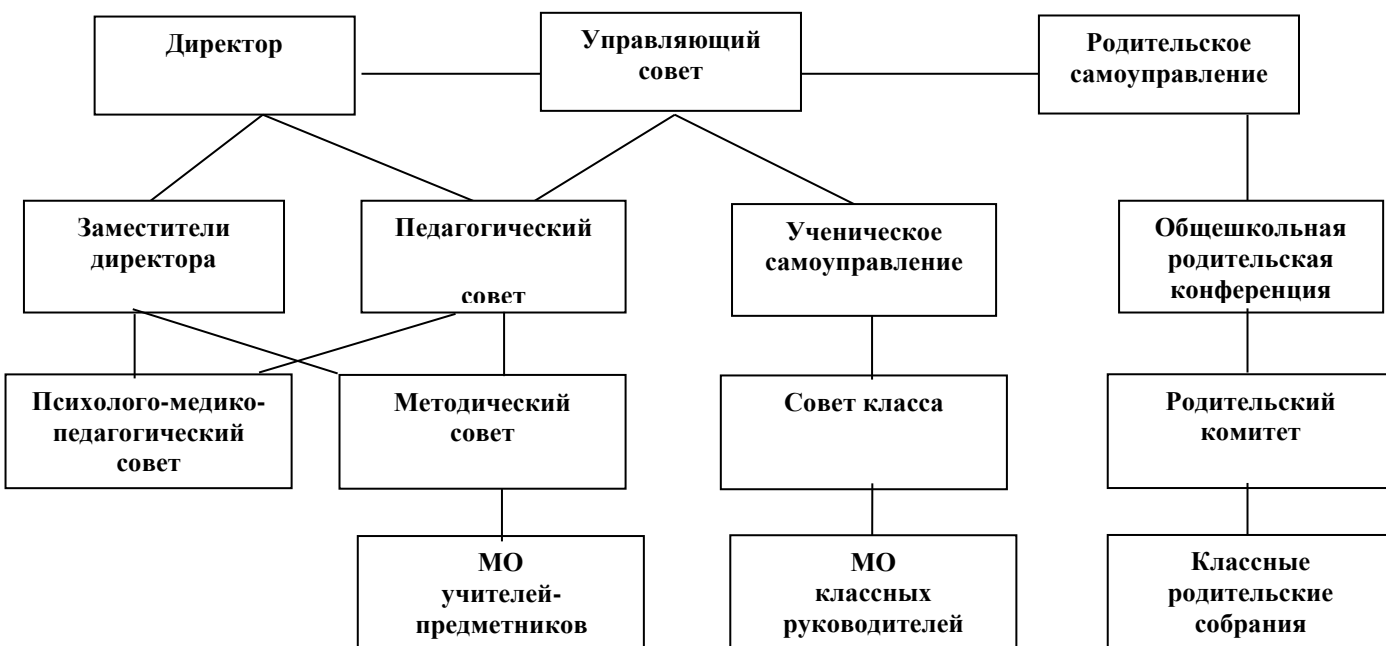 Директор
Управляющий
совет
Родительское
самоуправление
Заместители
директора
Педагогический
совет
Ученическое
самоуправление
Общешкольная
родительская
конференция
Психолого-медико-
педагогический
совет
Методический
совет
Совет класса
Родительский
комитет
МО
учителей-
предметников
МО
классных
руководителей
Классные
родительские
собрания